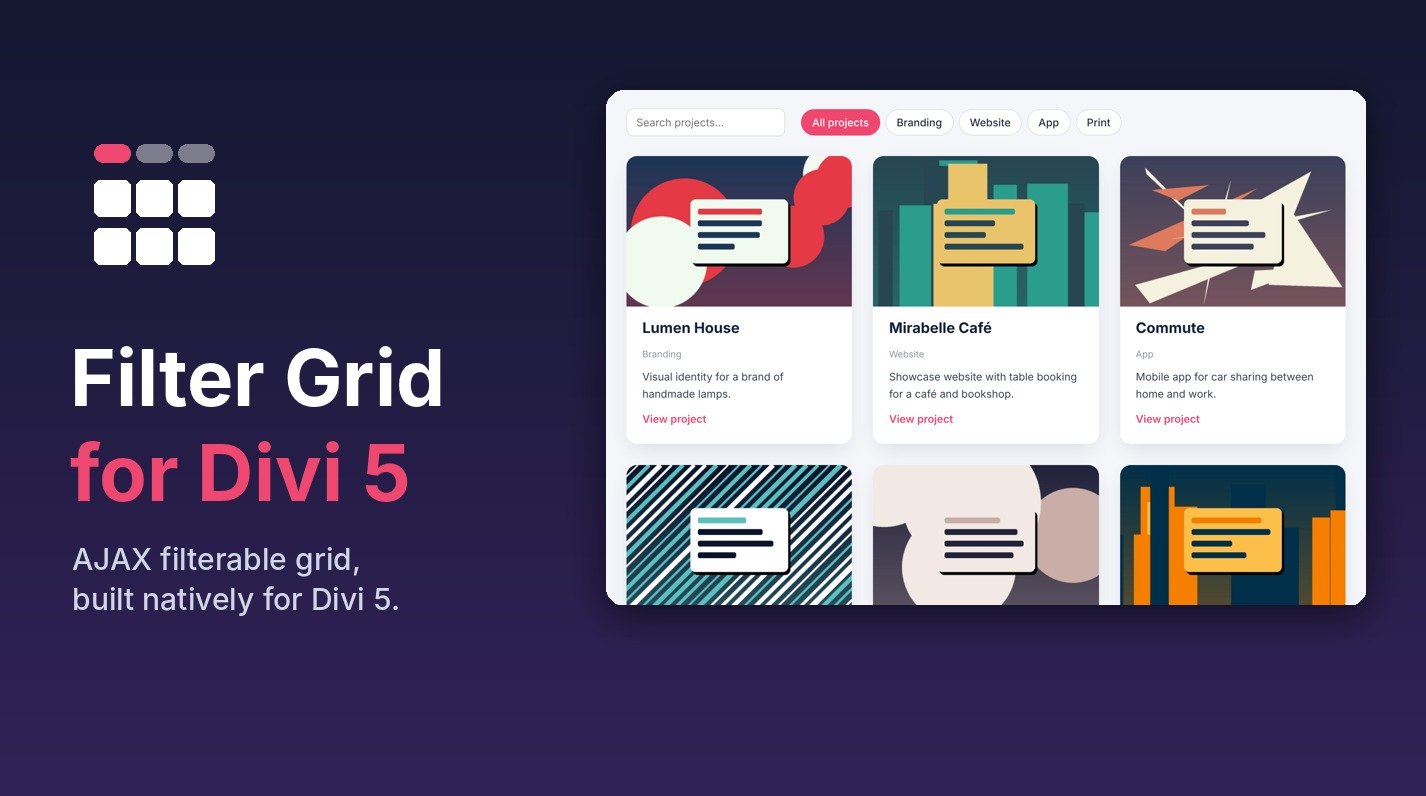 Filter Grid
for Divi 5
AJAX filterable grid,
built natively for Divi 5.
Search projects...
All projects
Branding
Website
App
Print
Lumen House
Branding
Visual identity for a brand of
handmade lamps.
View project
Mirabelle Café
Website
Showcase website with table booking
for a café and bookshop.
View project
Commute
App
Mobile app for car sharing between
home and work.
View project